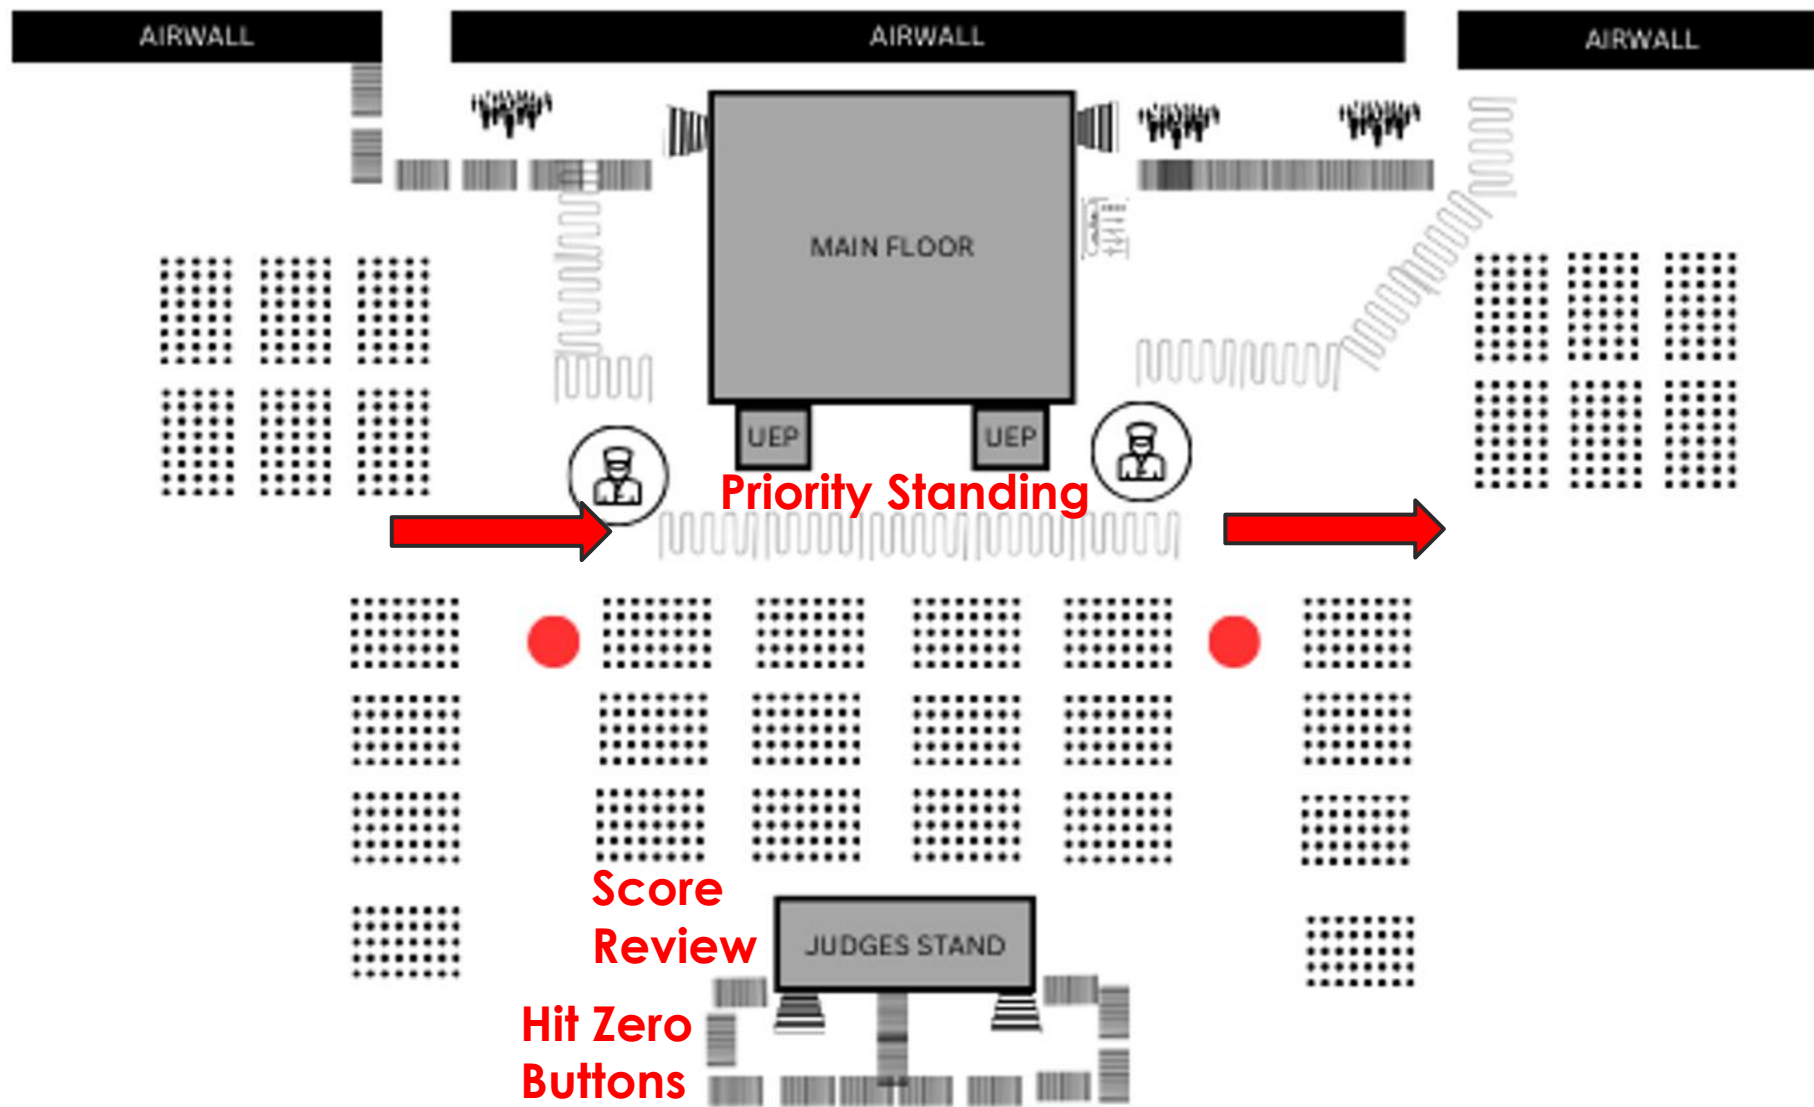 AIRWALL
AIRWALL
AIRWALL
MAIN FLOOR
UEP
UEP
Priority Standing
Score
Review
JUDGES STAND
Hit Zero
Buttons